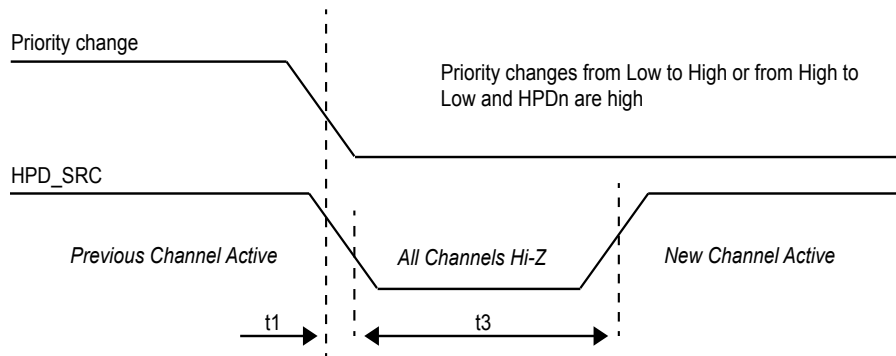 Priority change
Priority changes from Low to High or from High to
Low and HPDn are high
HPD_SRC
Previous Channel Active
All Channels Hi-Z
New Channel Active
t1
t3